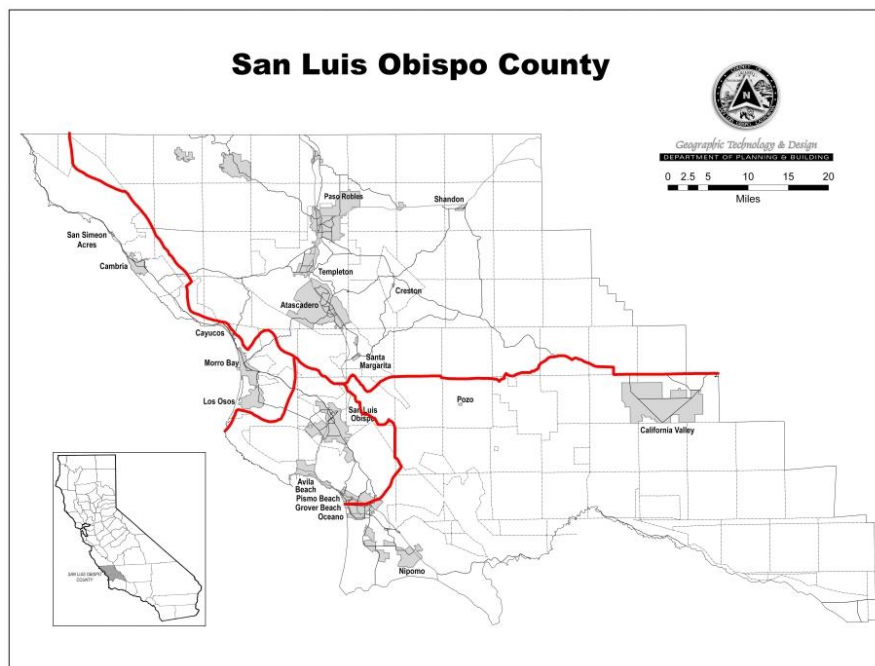 San Luis Obispo County
N
Geographic Technology & Design
DEPARTMENT OF PLANNING & BUILDING
0 2.5 5 10 15 20
Miles
Paso Robles
Shandon
San Simeon
Acres
Cambria
Templeton
Creston
Atascadero
Cayucos
Santa
Margarita
Morro Bay
Los Osos
Pozo
San Luis
Obispo
California Valley
Avila
Beach
Pismo Beach
Grover Beach
Oceano
Nipomo
SAN LUIS OBISPO
COUNTY